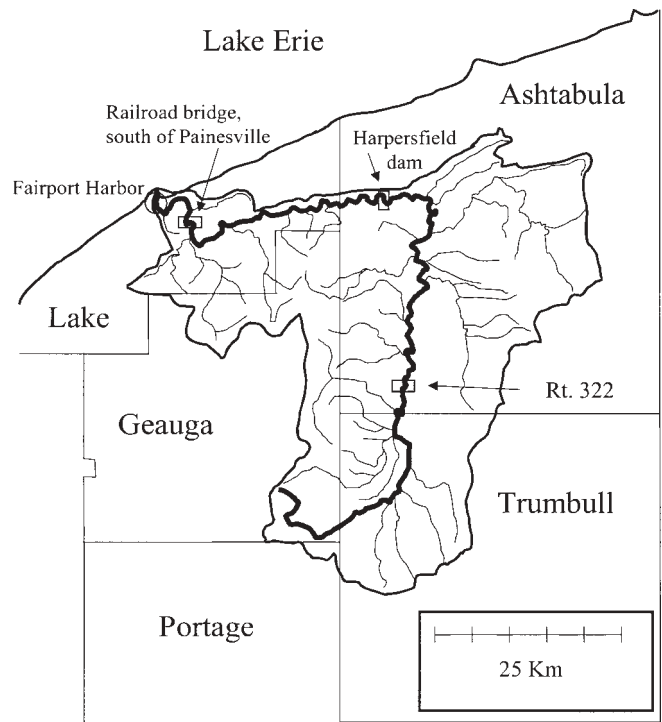 Lake Erie
Ashtabula
Railroad bridge,
south of Painesville
Harpersfield
dam
Fairport Harbor
Lake
Rt. 322
Geauga
Trumbull
Portage
25 Km